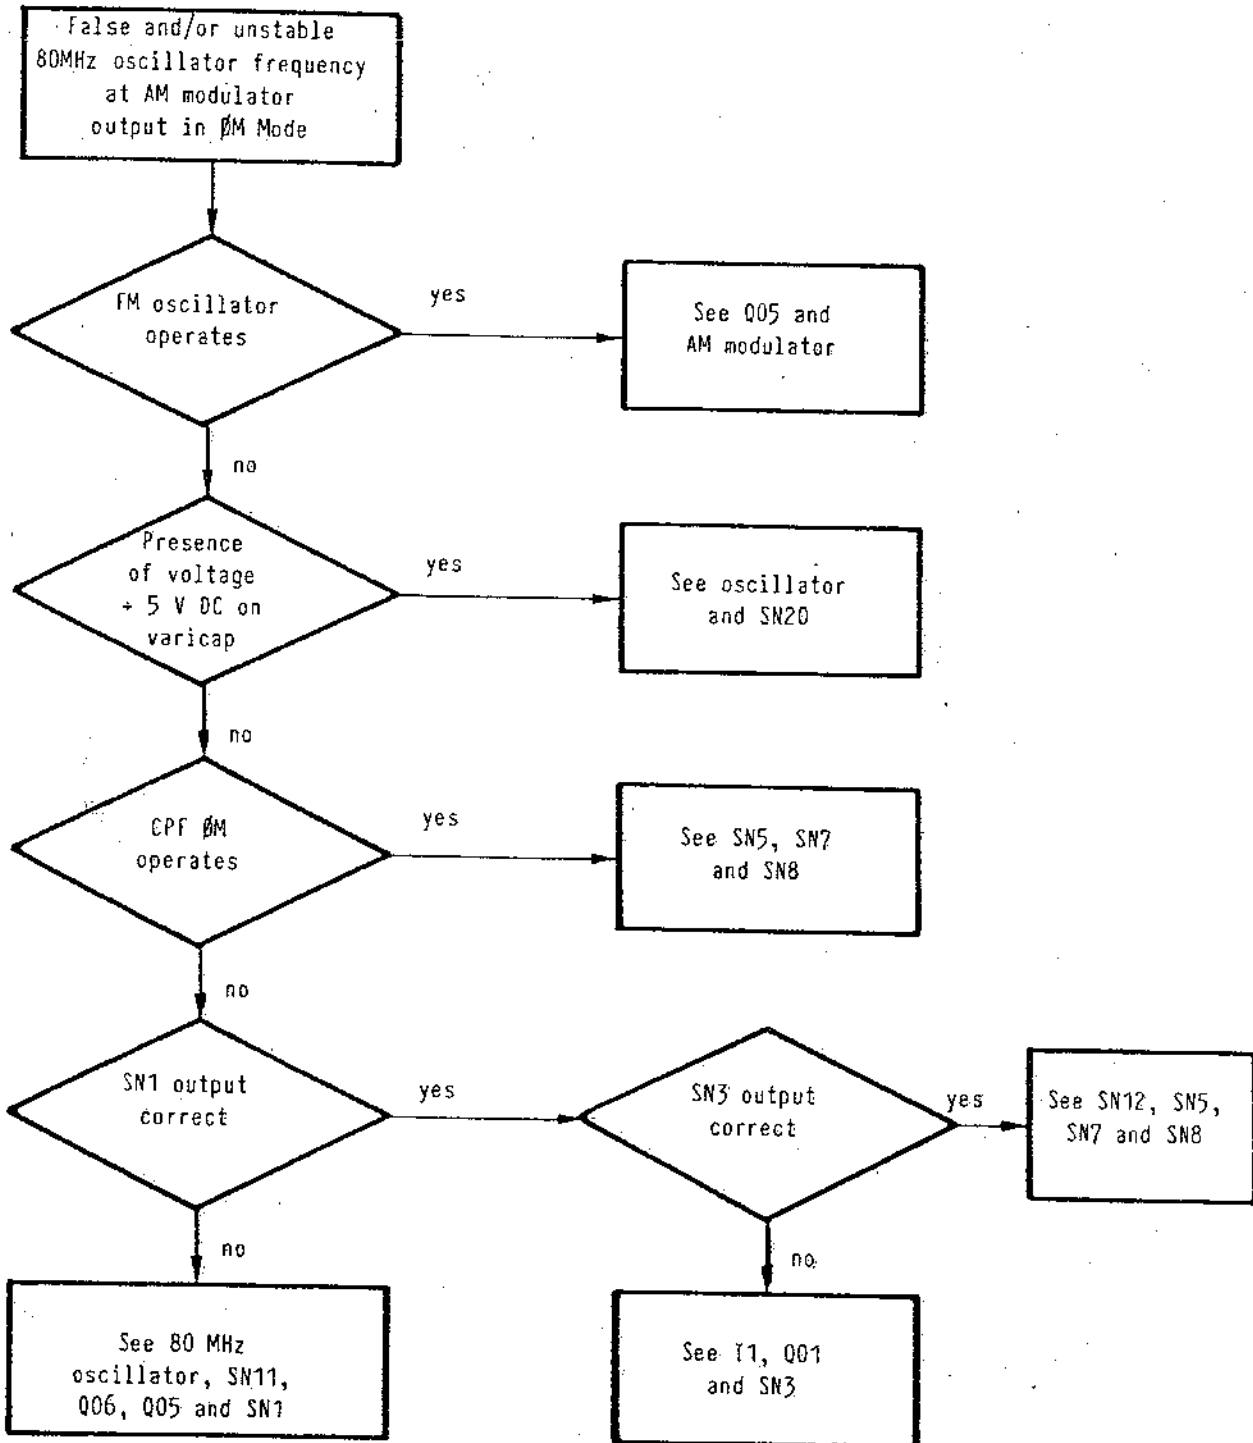 False and/or unstable
80MHz oscillator frequency
at AM modulator
output in ØM Mode
FM oscillator
operates
yes
See Q05 and
AM modulator
no
Presence
of voltage
+ 5 V DC on
varicap
yes
See oscillator
and SN20
no
CPF ØM
operates
yes
See SN5, SN7
and SN8
no
SN1 output
correct
yes
SN3 output
correct
yes
See SN12, SN5,
SN7 and SN8
no
See 80 MHz
oscillator, SN11,
Q06, Q05 and SN1
no
See I1, Q01
and SN3